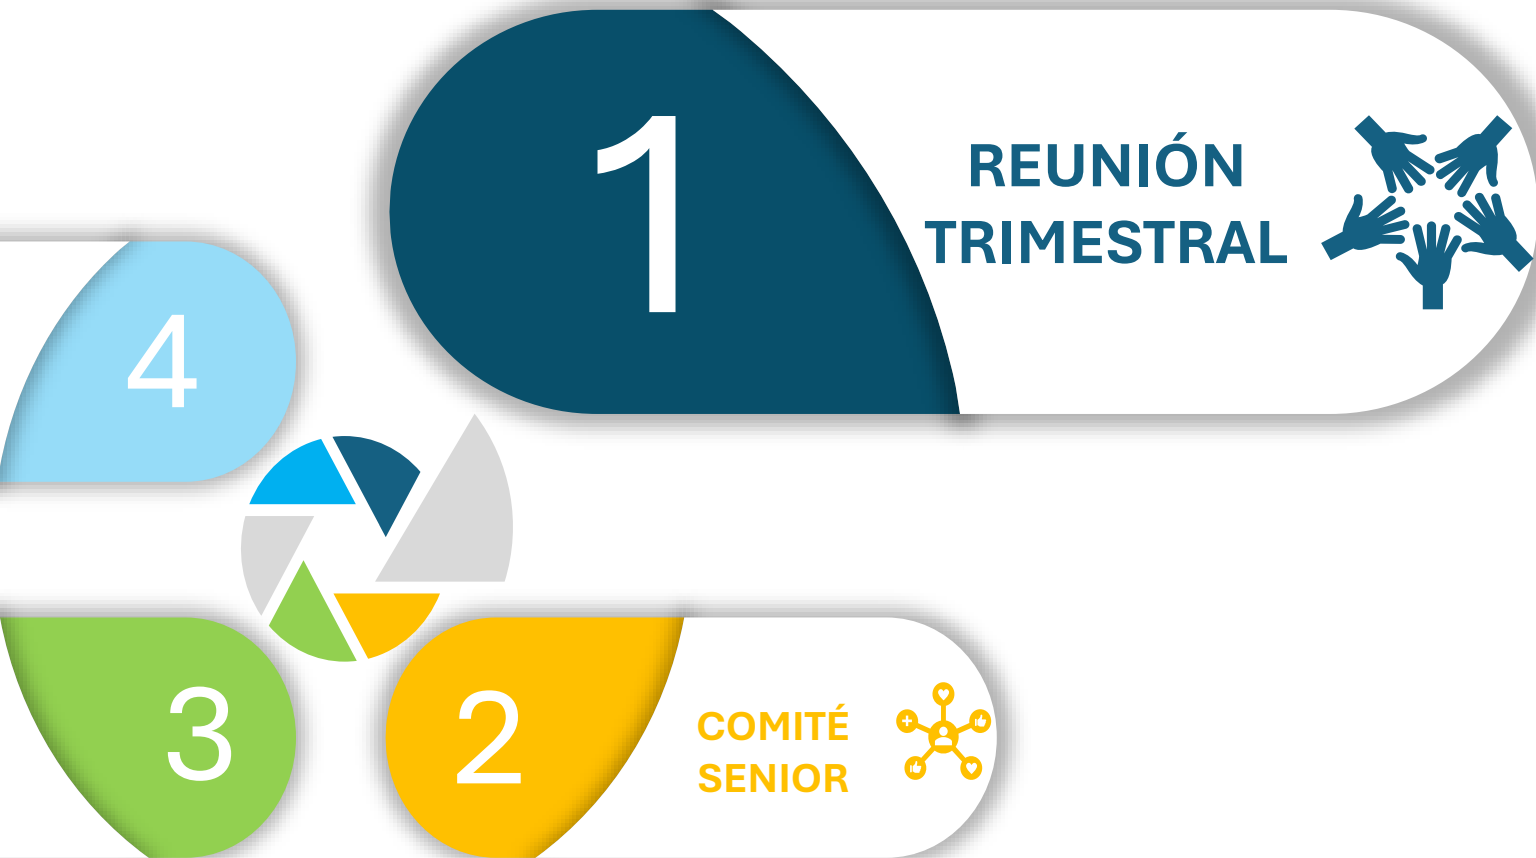 1
REUNIÓN
TRIMESTRAL
4
3
2
COMITÉ
SENIOR